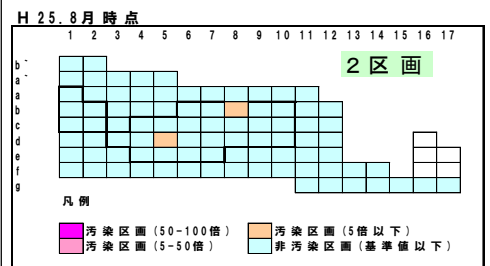 H25.8月時点
1 2 3 4 5 6 7 8 9 10 11 12 13 14 15 16 17
2区画
b`
a`
a
b
c
d
e
f
g
凡例
汚染区画(50-100倍) 汚染区画(5倍以下)
汚染区画(5-50倍) 非汚染区画(基準値以下)